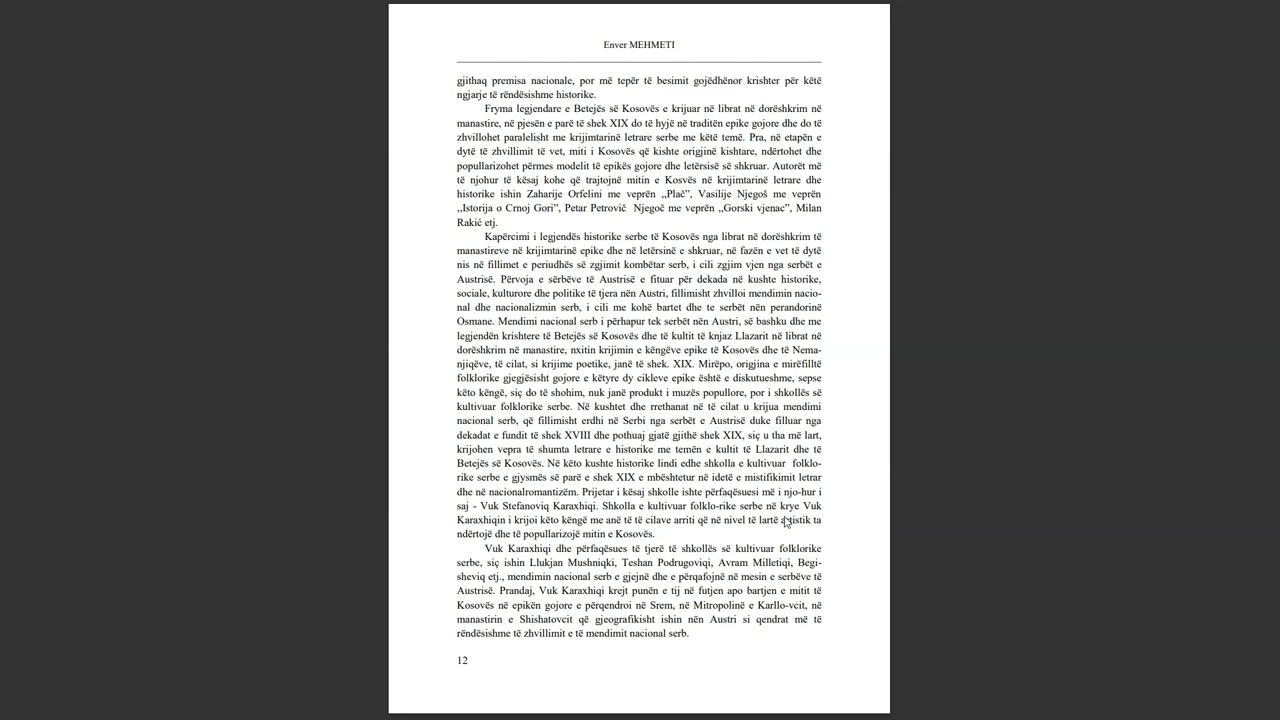 Enver MEHMETI
gjithaq premisa nacionale, por më tepër të besimit gojëdhënor krishter për këtë
ngjarje të rëndësishme historike.
Fryma legjendare e Betejës së Kosovës e krijuar në librat në dorëshkrim në
manastire, në pjesën e parë të shek XIX do të hyjë në traditën epike gojore dhe do të
zhvillohet paralelisht me krijimtarinë letrare serbe me këtë temë. Pra, në etapën e
dytë të zhvillimit të vet, miti i Kosovës që kishte origjinë kishtare, ndërtohet dhe
popullarizohet përmes modelit të epikës gojore dhe letërsisë së shkruar. Autorët më
të njohur të kësaj kohe që trajtojnë mitin e Kosvës në krijimtarinë letrare dhe
historike ishin Zaharije Orfelini me veprën ,,Plač”, Vasilije Njegoš me veprën
,,Istorija o Crnoj Gori”, Petar Petrovič Njegoč me veprën ,,Gorski vjenac”, Milan
Rakić etj.
Kapërcimi i legjendës historike serbe të Kosovës nga librat në dorëshkrim të
manastireve në krijimtarinë epike dhe në letërsinë e shkruar, në fazën e vet të dytë
nis në fillimet e periudhës së zgjimit kombëtar serb, i cili zgjim vjen nga serbët e
Austrisë. Përvoja e sërbëve të Austrisë e fituar për dekada në kushte historike,
sociale, kulturore dhe politike të tjera nën Austri, fillimisht zhvilloi mendimin nacio-
nal dhe nacionalizmin serb, i cili me kohë bartet dhe te serbët nën perandorinë
Osmane. Mendimi nacional serb i përhapur tek serbët nën Austri, së bashku dhe me
legjendën krishtere të Betejës së Kosovës dhe të kultit të knjaz Llazarit në librat në
dorëshkrim në manastire, nxitin krijimin e këngëve epike të Kosovës dhe të Nema-
njiqëve, të cilat, si krijime poetike, janë të shek. XIX. Mirëpo, origjina e mirëfilltë
folklorike gjegjësisht gojore e këtyre dy cikleve epike është e diskutueshme, sepse
këto këngë, siç do të shohim, nuk janë produkt i muzës popullore, por i shkollës së
kultivuar folklorike serbe. Në kushtet dhe rrethanat në të cilat u krijua mendimi
nacional serb, që fillimisht erdhi në Serbi nga serbët e Austrisë duke filluar nga
dekadat e fundit të shek XVIII dhe pothuaj gjatë gjithë shek XIX, siç u tha më lart,
krijohen vepra të shumta letrare e historike me temën e kultit të Llazarit dhe të
Betejës së Kosovës. Në këto kushte historike lindi edhe shkolla e kultivuar folklo-
rike serbe e gjysmës së parë e shek XIX e mbështetur në idetë e mistifikimit letrar
dhe në nacionalromantizëm. Prijetar i kësaj shkolle ishte përfaqësuesi më i njo-hur i
saj - Vuk Stefanoviq Karaxhiqi. Shkolla e kultivuar folklo-rike serbe në krye Vuk
Karaxhiqin i krijoi këto këngë me anë të të cilave arriti që në nivel të lartë artistik ta
ndërtojë dhe të popullarizojë mitin e Kosovës.
Vuk Karaxhiqi dhe përfaqësues të tjerë të shkollës së kultivuar folklorike
serbe, siç ishin Llukjan Mushniqki, Teshan Podrugoviqi, Avram Milletiqi, Begi-
sheviq etj., mendimin nacional serb e gjejnë dhe e përqafojnë në mesin e serbëve të
Austrisë. Prandaj, Vuk Karaxhiqi krejt punën e tij në futjen apo bartjen e mitit të
Kosovës në epikën gojore e përqendroi në Srem, në Mitropolinë e Karllo-vcit, në
manastirin e Shishatovcit që gjeografikisht ishin nën Austri si qendrat më të
rëndësishme të zhvillimit e të mendimit nacional serb.
12